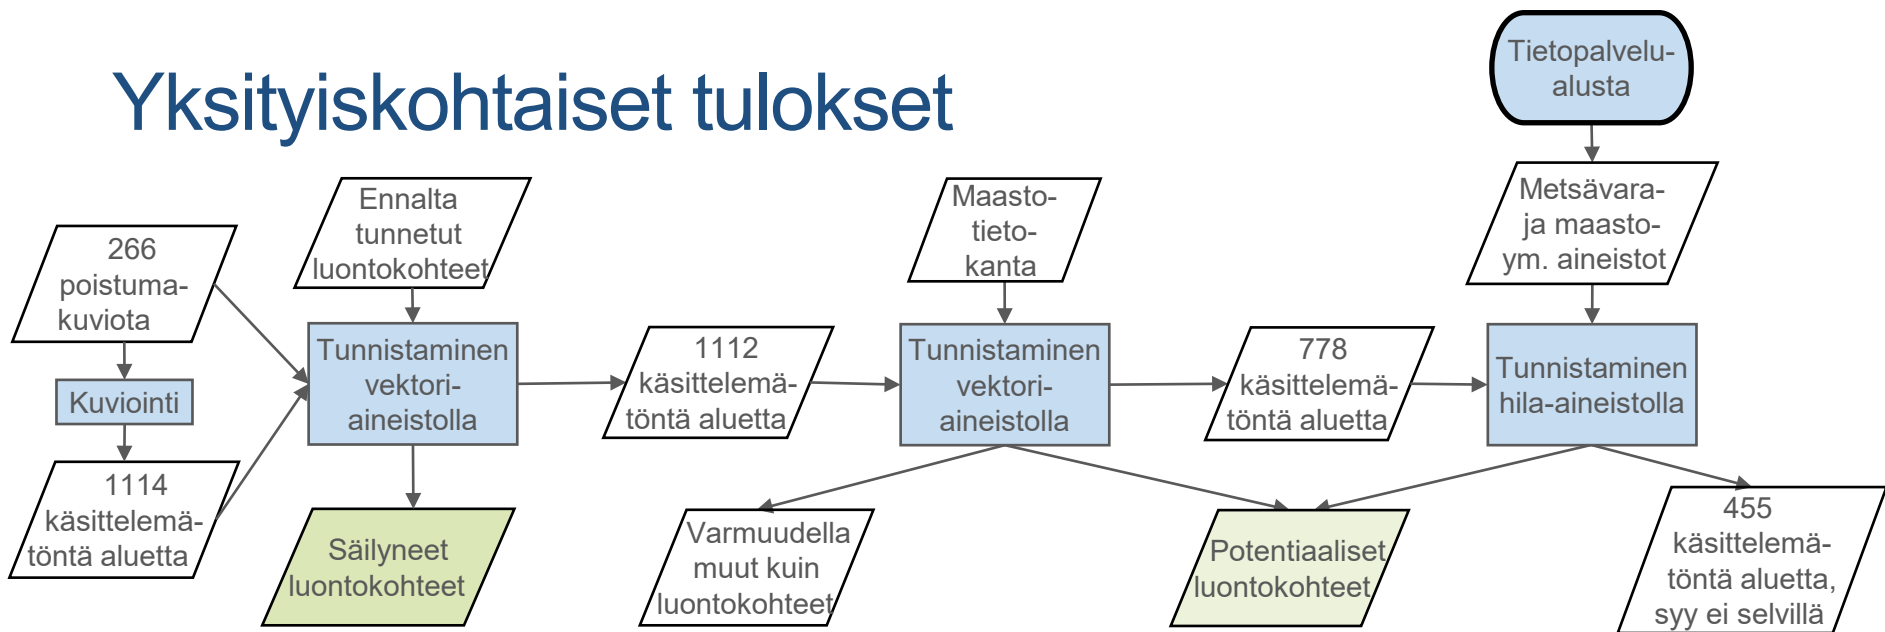 Yksityiskohtaiset tulokset
Tietopalvelu-
alusta
266
poistuma-
kuviota
Kuviointi
1114
käsittelemä-
töntä aluetta
Ennalta
tunnetut
luontokohteet
Tunnistaminen
vektori-
aineistolla
Säilyneet
luontokohteet
1112
käsittelemä-
töntä aluetta
Maasto-
tieto-
kanta
Tunnistaminen
vektori-
aineistolla
Varmuudella
muut kuin
luontokohteet
778
käsittelemä-
töntä aluetta
Potentiaaliset
luontokohteet
Metsävara-
ja maasto-
ym. aineistot
Tunnistaminen
hila-aineistolla
455
käsittelemä-
töntä aluetta,
syy ei selvillä